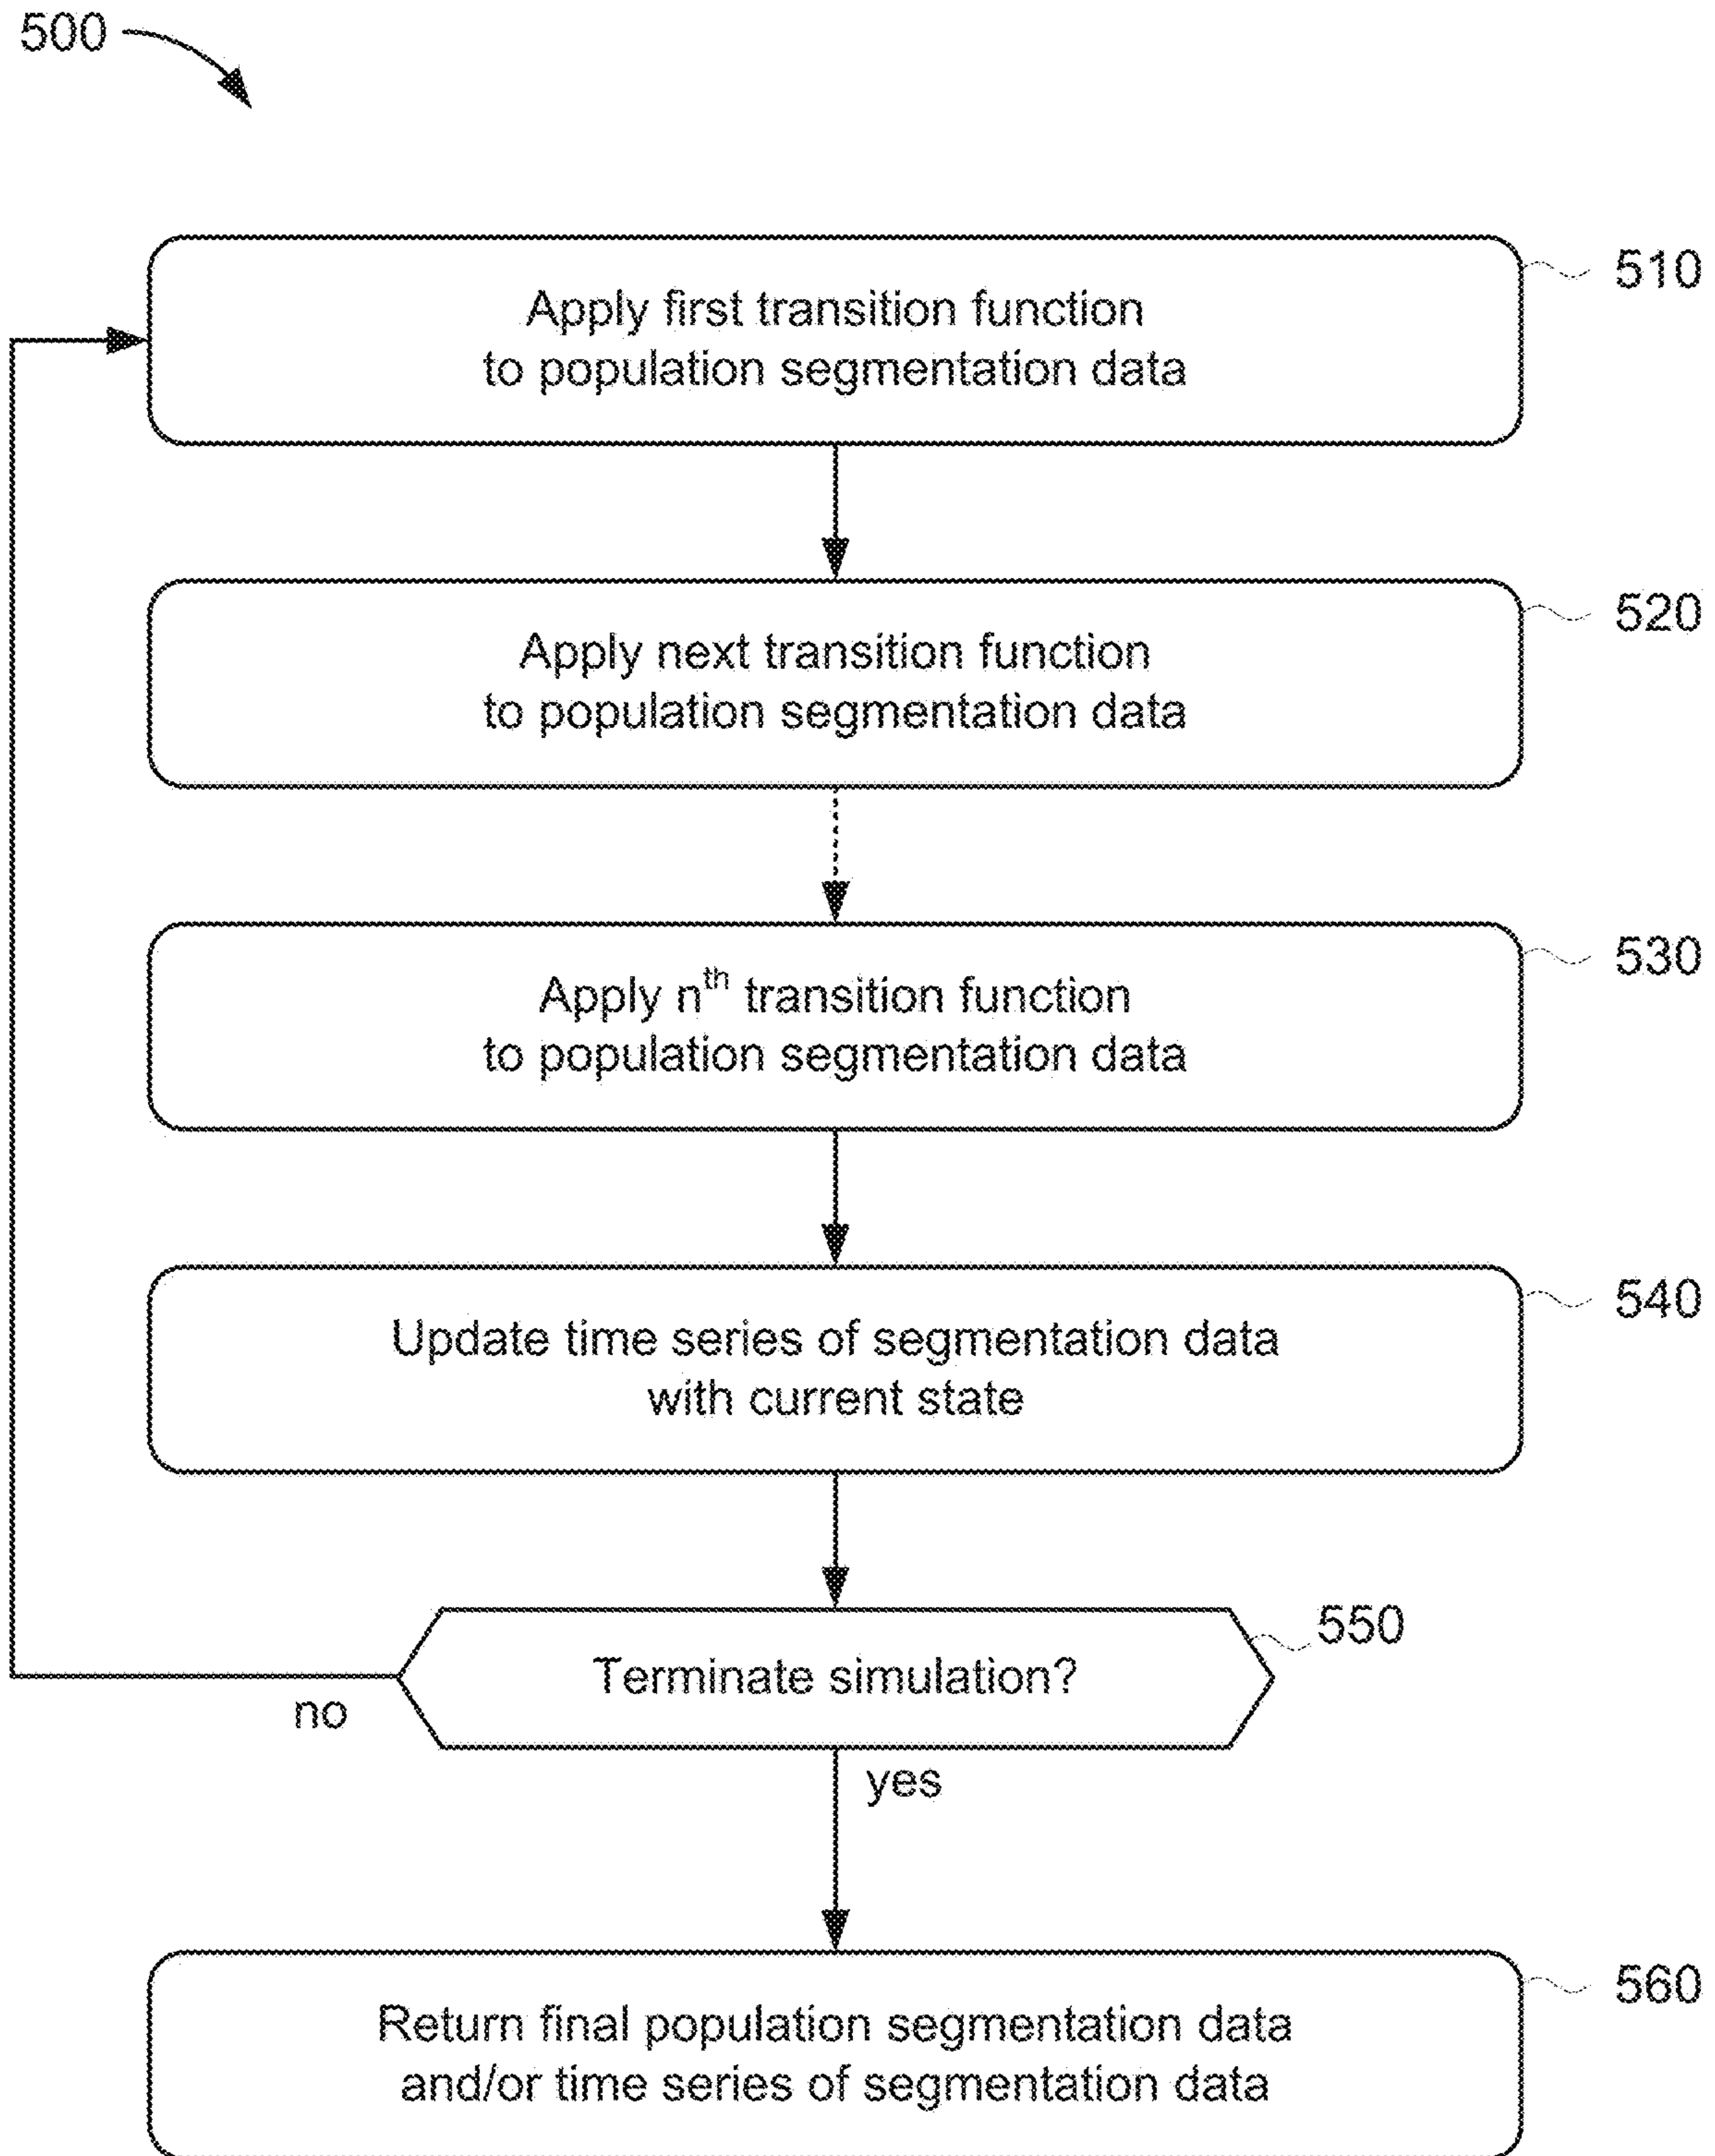 500
510
Apply first transition function
to population segmentation data
520
Apply next transition function
to population segmentation data
530
Apply nth transition function
to population segmentation data
540
Update time series of segmentation data
with current state
550
Terminate simulation?
no
yes
560
Return final population segmentation data
and/or time series of segmentation data